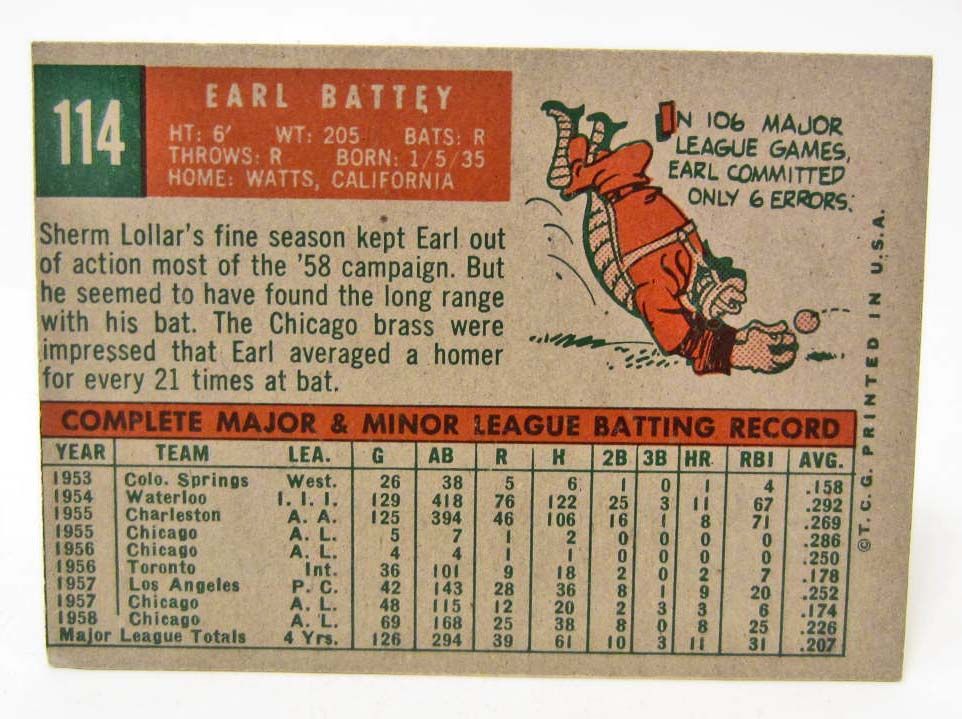 114
EARL BATTEY
HT: 6' WT: 205 BATS: R
THROWS: R BORN: 1/5/35
HOME: WATTS, CALIFORNIA
IN 106 MAJOR
LEAGUE GAMES,
EARL COMMITTED
ONLY 6 ERRORS.
Sherm Lollar's fine season kept Earl out
of action most of the '58 campaign. But
he seemed to have found the long range
with his bat. The Chicago brass were
impressed that Earl averaged a homer
for every 21 times at bat.
COMPLETE MAJOR & MINOR LEAGUE BATTING RECORD
YEAR TEAM LEA. G AB R H 2B 3B HR RBI AVG.
1953 Colo. Springs West. 26 38 5 6 1 0 1 4 .158
1954 Waterloo I. I. I. 129 418 76 122 25 3 11 67 .292
1955 Charleston A. A. 125 394 46 106 16 1 8 71 .269
1955 Chicago A. L. 5 7 1 2 0 0 0 0 .286
1956 Chicago A. L. 4 4 1 1 0 0 0 0 .250
1956 Toronto Int. 36 101 9 18 2 0 2 7 .178
1957 Los Angeles P. C. 42 143 28 36 8 1 9 20 .252
1957 Chicago A. L. 48 115 12 20 2 3 3 6 .174
1958 Chicago A. L. 69 168 25 38 8 0 8 25 .226
Major League Totals 4 Yrs. 126 294 39 61 10 3 11 31 .207
© T. C. G. PRINTED IN U.S.A.